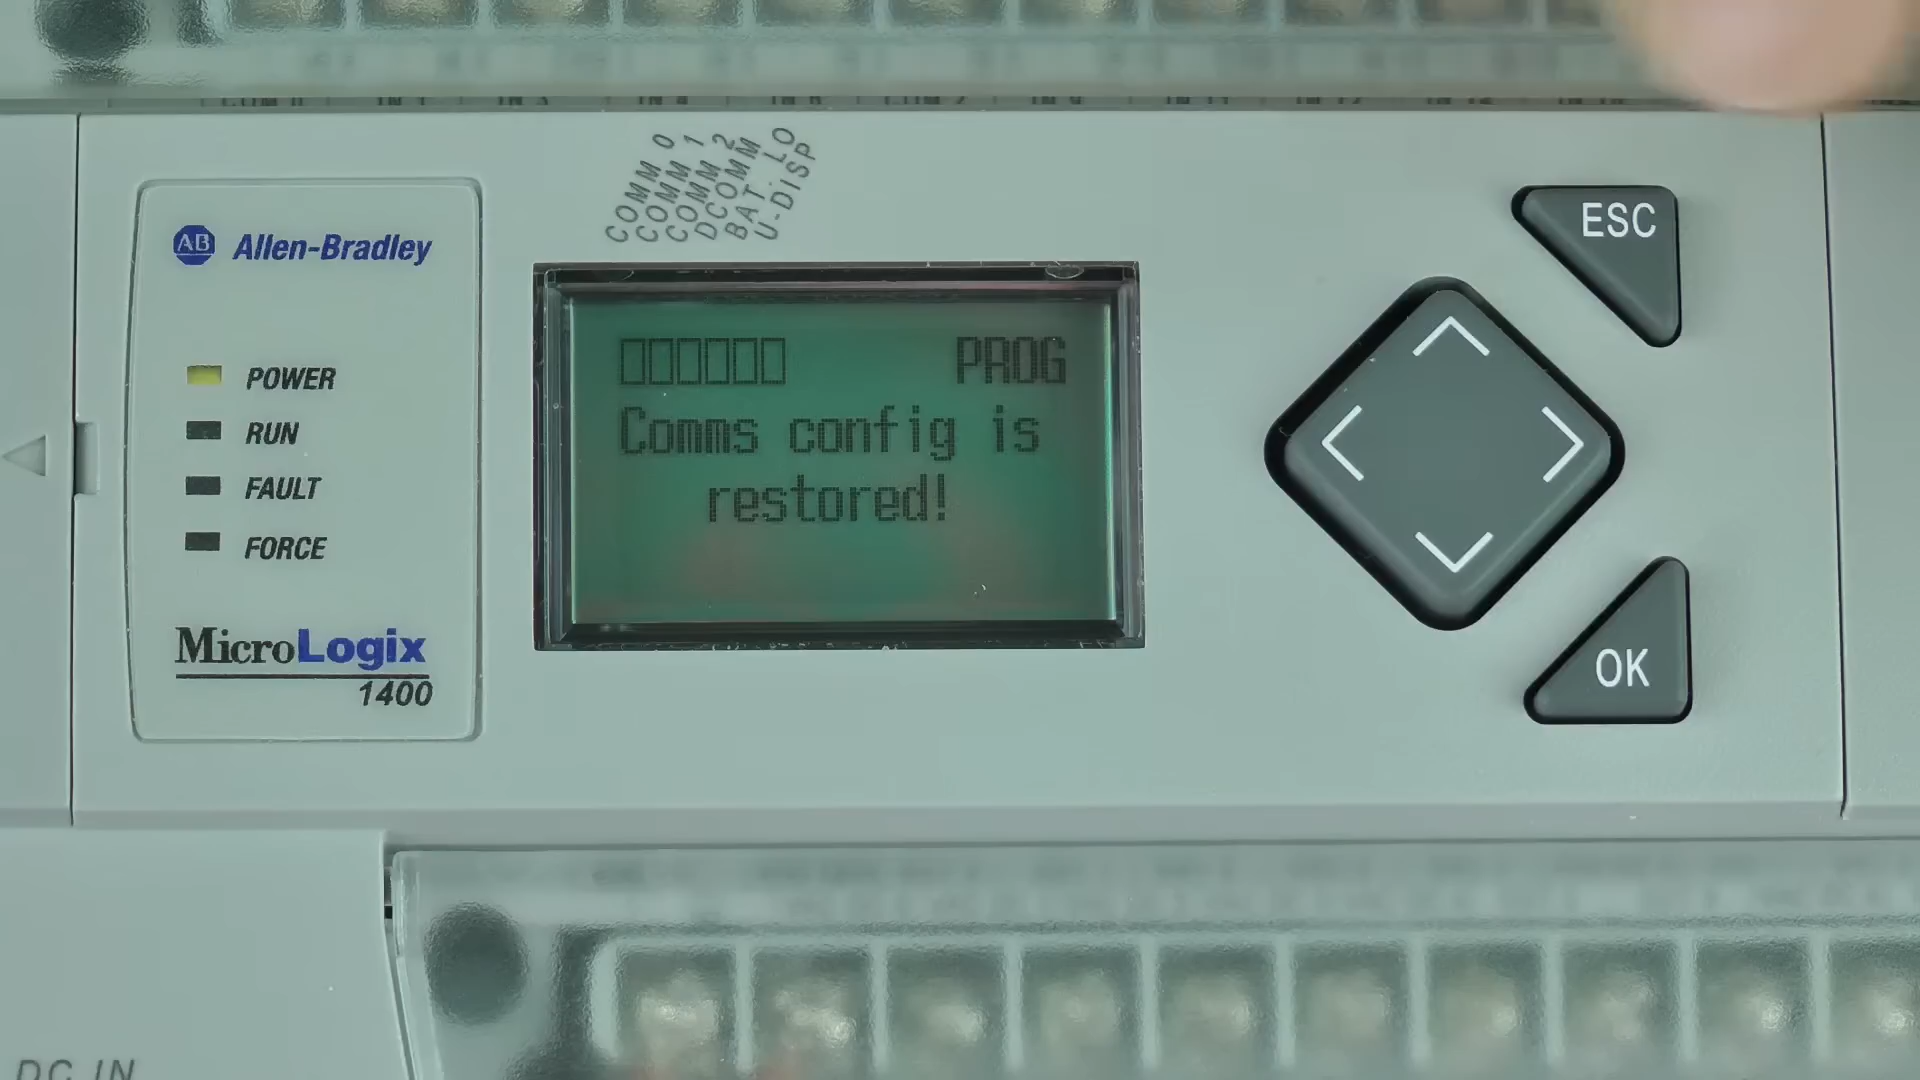 COMM 0
COMM 1
COMM 2
DCOMM
BAT. LO
U-DISP
AB Allen-Bradley
POWER
RUN
FAULT
FORCE
MicroLogix
1400
PROG
Comms config is
restored!
ESC
OK
DC IN